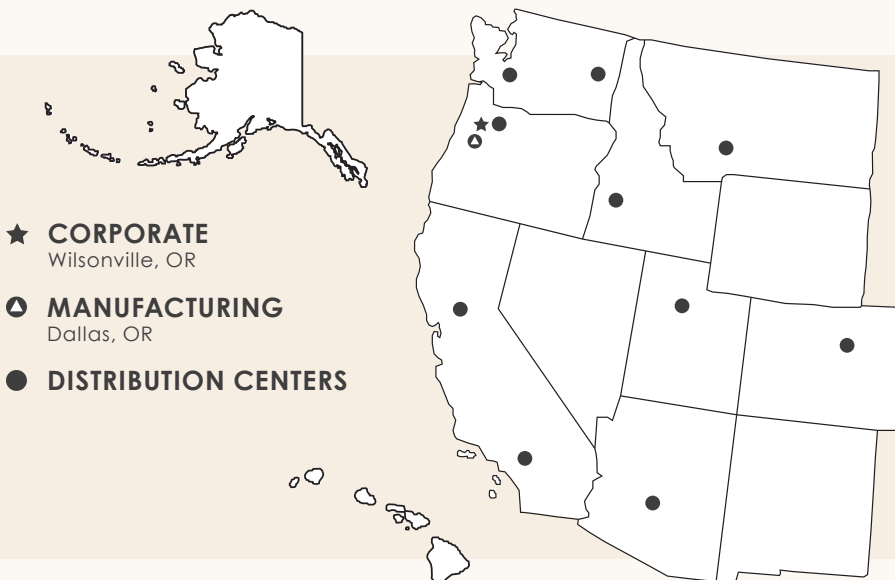 CORPORATE
Wilsonville, OR
MANUFACTURING
Dallas, OR
DISTRIBUTION CENTERS